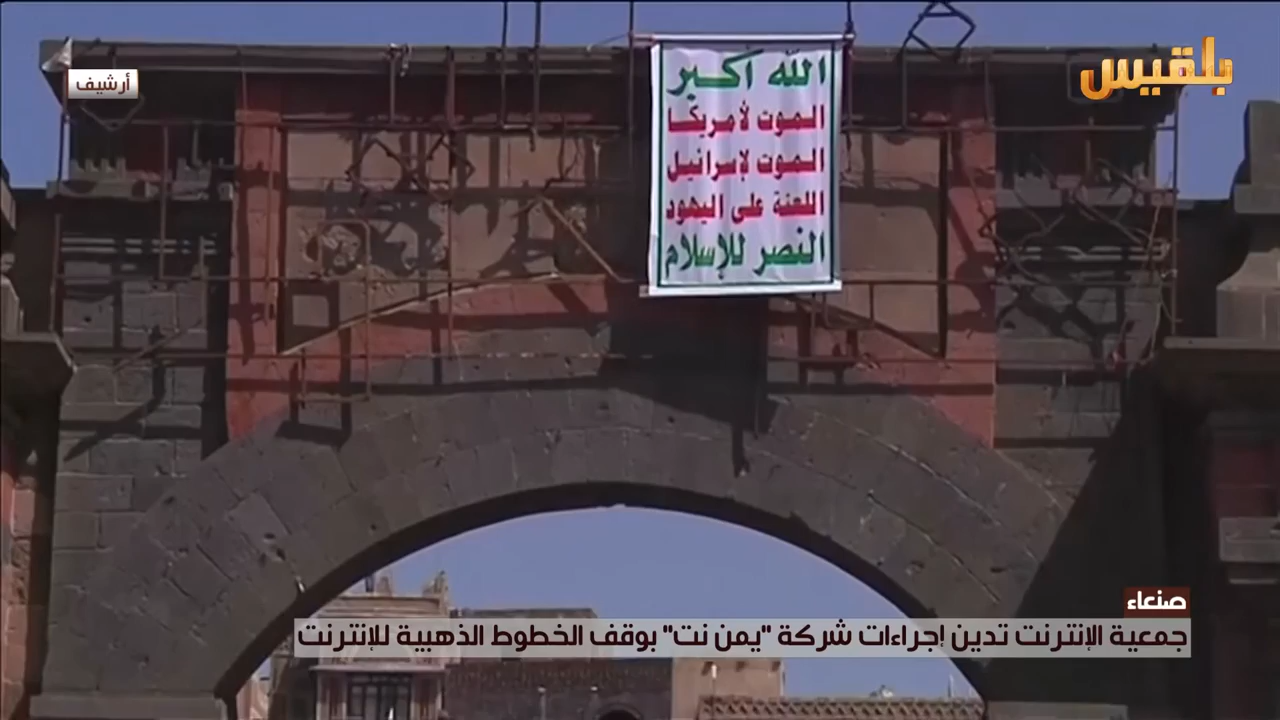 بلقيس
أرشيف
الله أكبر
الموت لأمريكا
الموت لإسرائيل
اللعنة على اليهود
النصر للإسلام
صنعاء
جمعية الإنترنت تدين إجراءات شركة "يمن نت" بوقف الخطوط الذهبية للإنترنت